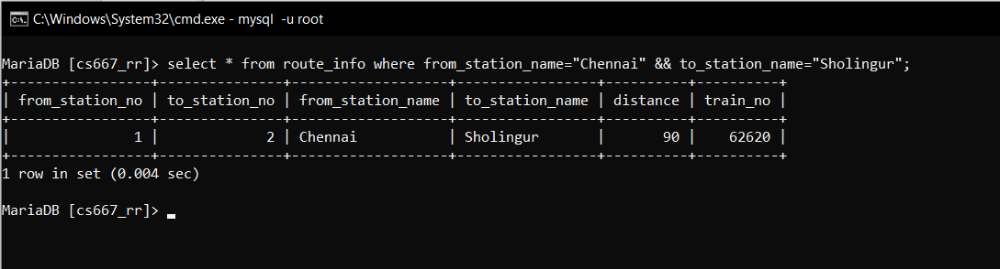 C:\Windows\System32\cmd.exe - mysql  -u root
MariaDB [cs667_rr]> select * from route_info where from_station_name="Chennai" && to_station_name="Sholingur";
+-----------------+---------------+-------------------+-----------------+----------+----------+
| from_station_no | to_station_no | from_station_name | to_station_name | distance | train_no |
+-----------------+---------------+-------------------+-----------------+----------+----------+
|               1 |             2 | Chennai           | Sholingur       |       90 |    62620 |
+-----------------+---------------+-------------------+-----------------+----------+----------+
1 row in set (0.004 sec)
MariaDB [cs667_rr]>